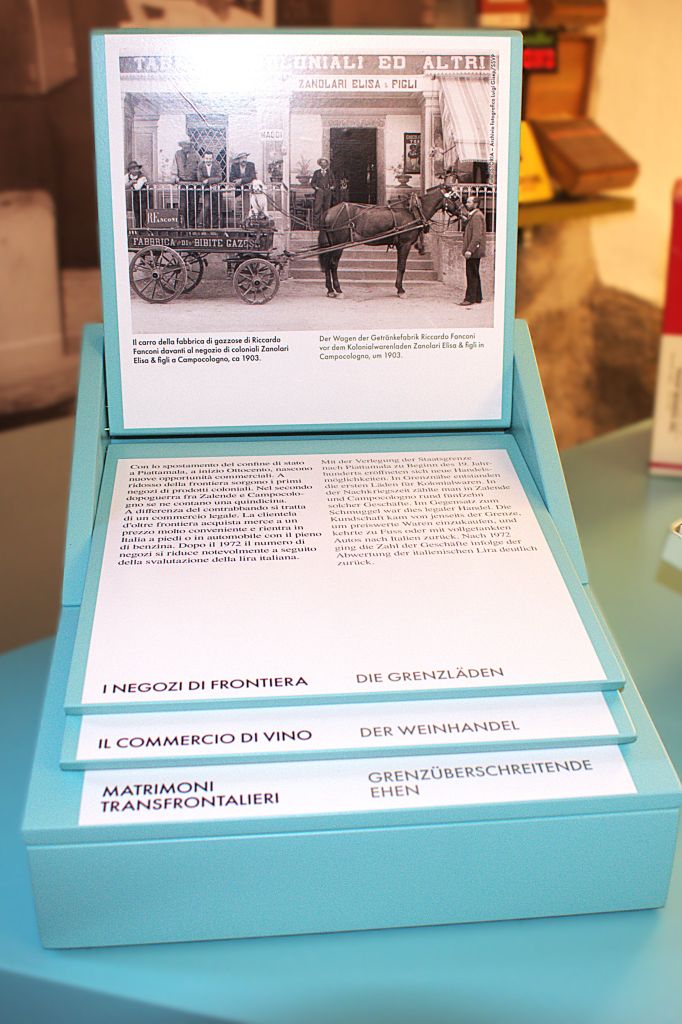 COLONIALI ED ALTRI
ZANOLARI ELISA & FIGLI
MAGGI
R. FANCONI
FABBRICA DI BIBITE GAZOSE
Archivio fotografico Luigi Gisep/SSVP
Il carro della fabbrica di gazzose di Riccardo
Fanconi davanti al negozio di coloniali Zanolari
Elisa & figli a Campocologno, ca 1903.
Der Wagen der Getränkefabrik Riccardo Fanconi
vor dem Kolonialwarenladen Zanolari Elisa & figli in
Campocologno, um 1903.
Con lo spostamento del confine di stato
a Piattamala, a inizio Ottocento, nascono
nuove opportunità commerciali. A
ridosso della frontiera sorgono i primi
negozi di prodotti coloniali. Nel secondo
dopoguerra fra Zalende e Campocolo-
gno se ne contano una quindicina.
A differenza del contrabbando si tratta
di un commercio legale. La clientela
d'oltre frontiera acquista merce a un
prezzo molto conveniente e rientra in
Italia a piedi o in automobile con il pieno
di benzina. Dopo il 1972 il numero di
negozi si riduce notevolmente a seguito
della svalutazione della lira italiana.
Mit der Verlegung der Staatsgrenze
nach Piattamala zu Beginn des 19. Jahr-
hunderts eröffneten sich neue Handels-
möglichkeiten. In Grenznähe entstanden
die ersten Läden für Kolonialwaren. In
der Nachkriegszeit zählte man in Zalende
und Campocologno rund fünfzehn
solcher Geschäfte. Im Gegensatz zum
Schmuggel war dies legaler Handel. Die
Kundschaft kam von jenseits der Grenze,
um preiswerte Waren einzukaufen, und
kehrte zu Fuss oder mit vollgetankten
Autos nach Italien zurück. Nach 1972
ging die Zahl der Geschäfte infolge der
Abwertung der italienischen Lira deutlich
zurück.
I NEGOZI DI FRONTIERA
DIE GRENZLÄDEN
IL COMMERCIO DI VINO
DER WEINHANDEL
MATRIMONI
TRANSFRONTALIERI
GRENZÜBERSCHREITENDE
EHEN